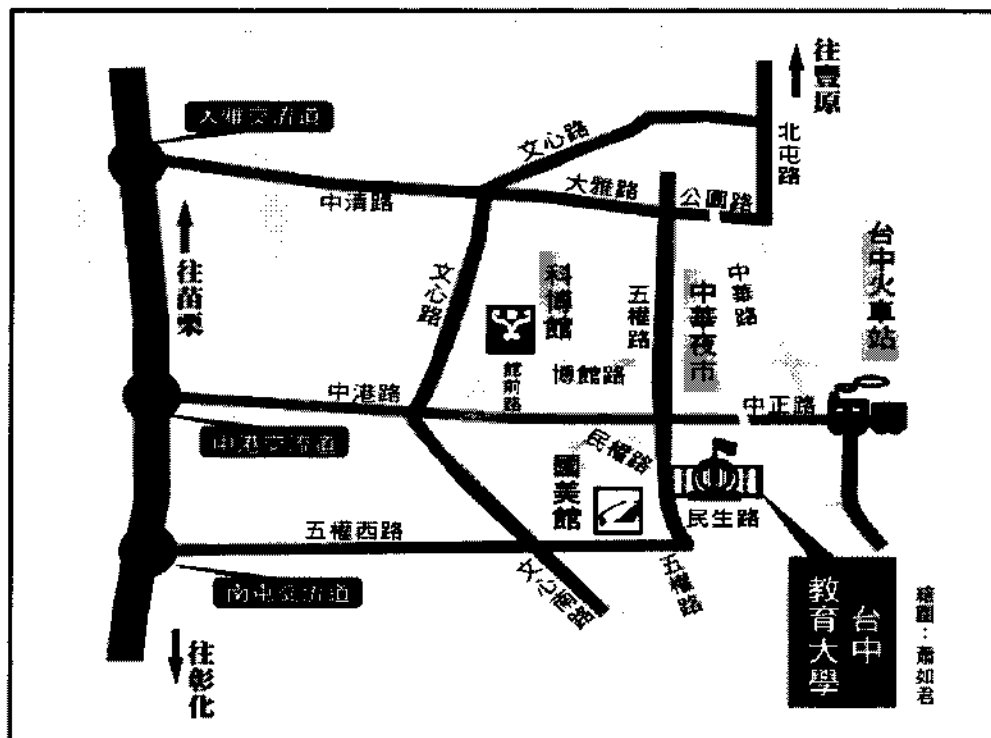 往豐原
大雅交流道
文心路
北屯路
大雅路
公園路
中清路
台中火車站
往苗栗
文心路
科博館
五權路
中華夜市
中華路
館前路
博館路
中港路
中正路
中港交流道
民權路
國美館
民生路
五權西路
文心南路
五權路
南屯交流道
台中
教育大學
繪圖:蕭如君
往彰化